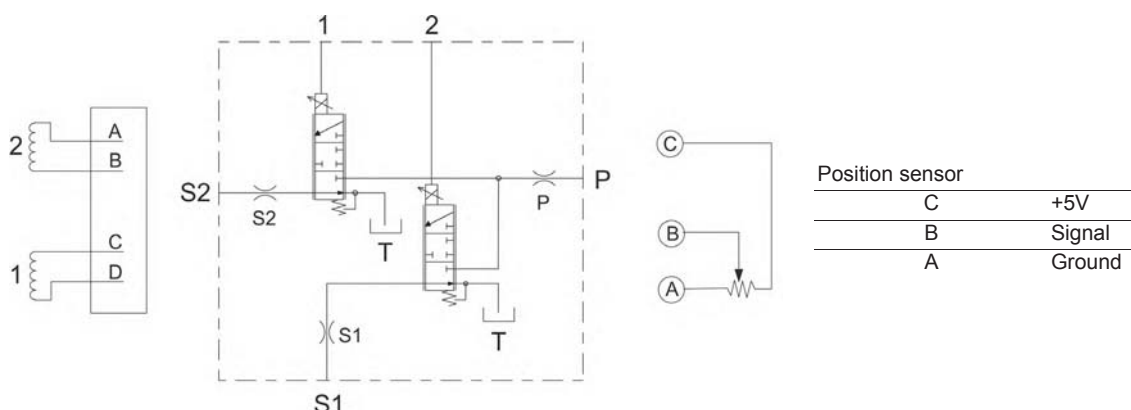 1 2
2
A
B
C
D
1
S2
S2
P
P
T
S1
T
S1
C
B
A
Position sensor
C +5V
B Signal
A Ground